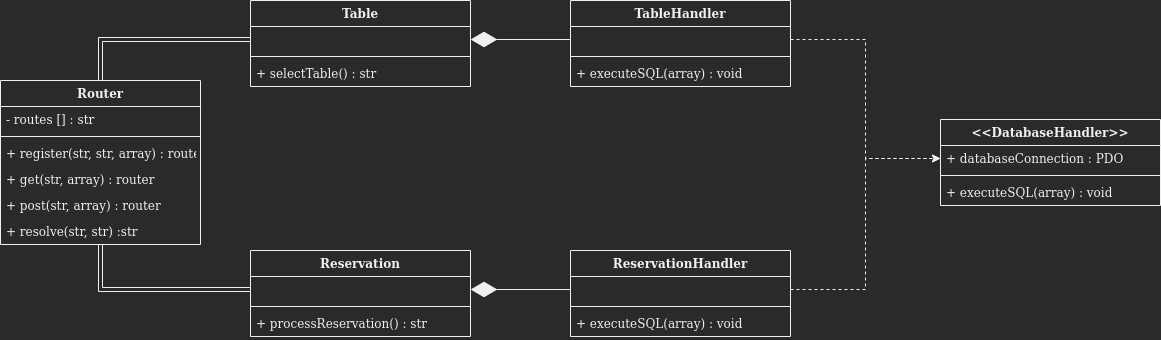 Table
+ selectTable() : str
TableHandler
+ executeSQL(array) : void
Router
- routes [] : str
+ register(str, str, array) : route
+ get(str, array) : router
+ post(str, array) : router
+ resolve(str, str) :str
<<DatabaseHandler>>
+ databaseConnection : PDO
+ executeSQL(array) : void
Reservation
+ processReservation() : str
ReservationHandler
+ executeSQL(array) : void